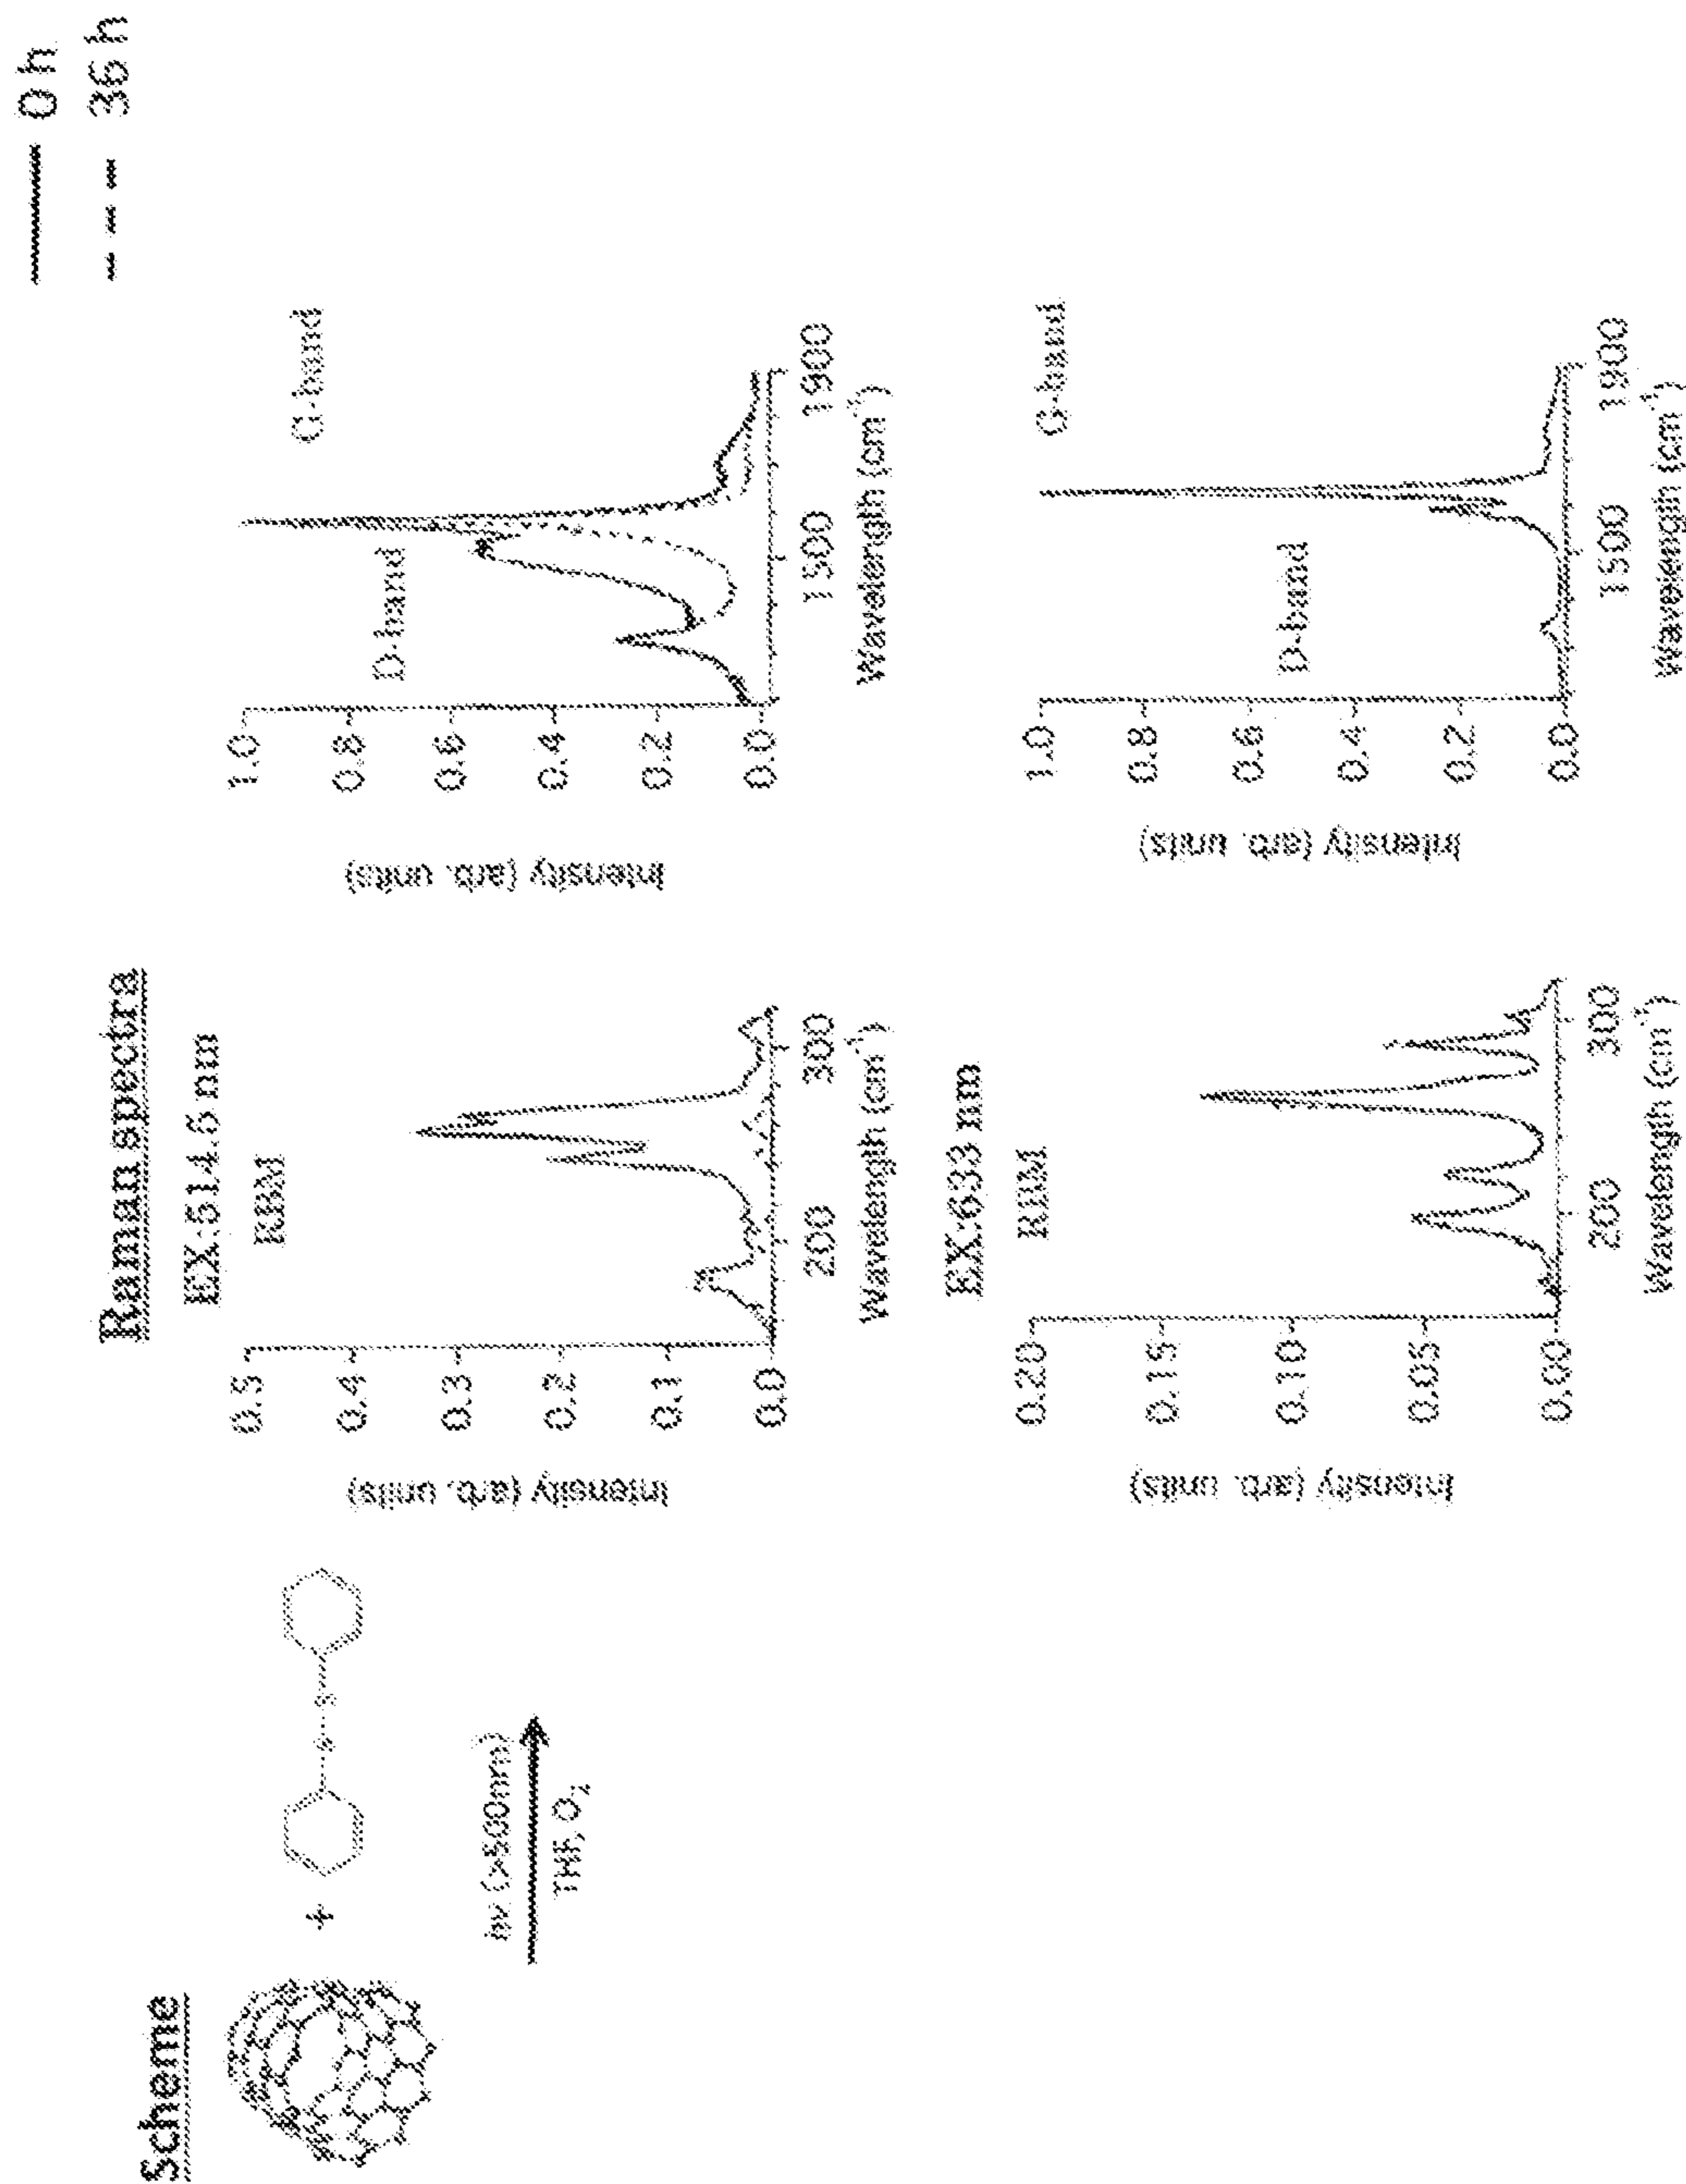 0 h
36 h
Scheme
+
S S
hν (>500nm)
THF, O2
Raman spectra
EX:514.5 nm
RBM
Intensity (arb. units)
0.5
0.4
0.3
0.2
0.1
0.0
200 300
Wavelength (cm-1)
D-band
G-band
Intensity (arb. units)
1.0
0.8
0.6
0.4
0.2
0.0
1500 1900
Wavelength (cm-1)
EX:633 nm
RBM
Intensity (arb. units)
0.20
0.15
0.10
0.05
0.00
200 300
Wavelength (cm-1)
D-band
G-band
Intensity (arb. units)
1.0
0.8
0.6
0.4
0.2
0.0
1500 1900
Wavelength (cm-1)